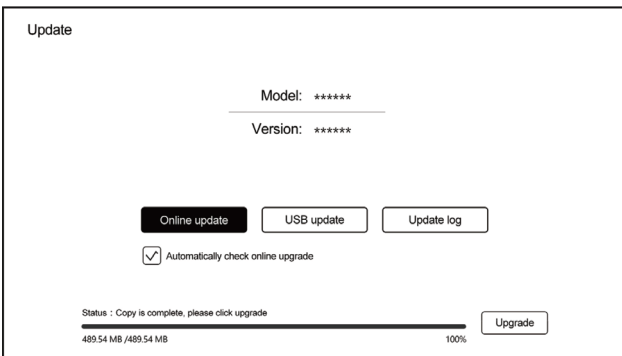 Update
Model: ******
Version: ******
Online update USB update Update log
Automatically check online upgrade
Status : Copy is complete, please click upgrade
Upgrade
489.54 MB /489.54 MB 100%